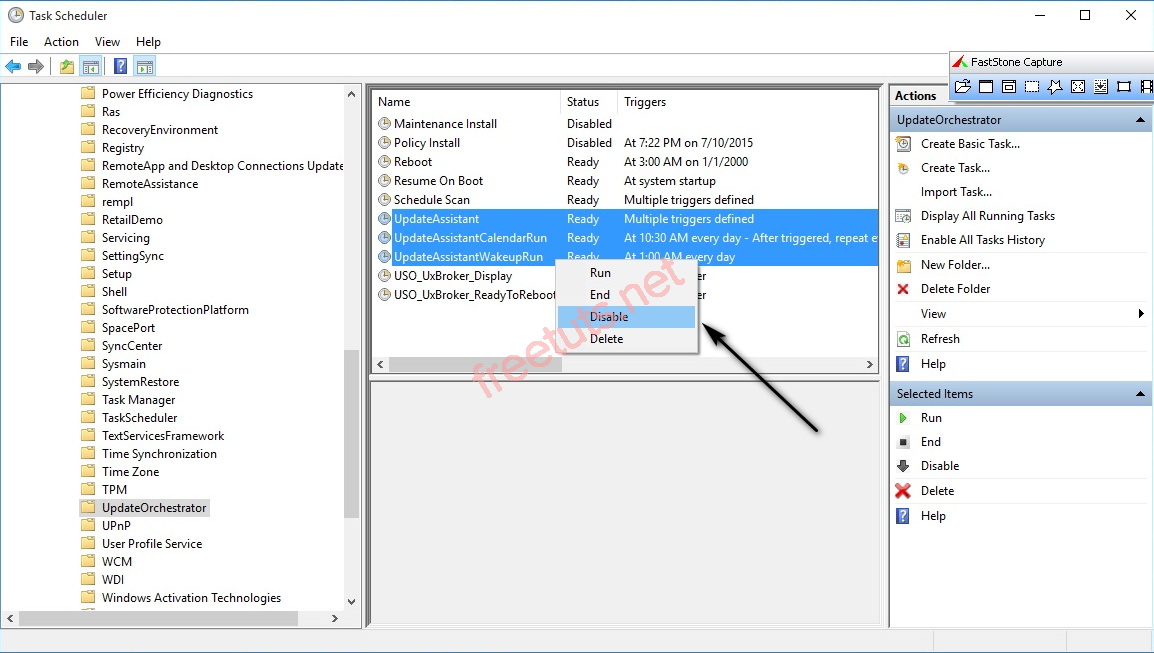 Task Scheduler
File Action View Help
FastStone Capture
Power Efficiency Diagnostics
Ras
RecoveryEnvironment
Registry
RemoteApp and Desktop Connections Update
RemoteAssistance
rempl
RetailDemo
Servicing
SettingSync
Setup
Shell
SoftwareProtectionPlatform
SpacePort
SyncCenter
Sysmain
SystemRestore
Task Manager
TaskScheduler
TextServicesFramework
Time Synchronization
Time Zone
TPM
UpdateOrchestrator
UPnP
User Profile Service
WCM
WDI
Windows Activation Technologies
Name Status Triggers
Maintenance Install Disabled
Policy Install Disabled At 7:22 PM on 7/10/2015
Reboot Ready At 3:00 AM on 1/1/2000
Resume On Boot Ready At system startup
Schedule Scan Ready Multiple triggers defined
UpdateAssistant Ready Multiple triggers defined
UpdateAssistantCalendarRun Ready At 10:30 AM every day - After triggered, repeat e
UpdateAssistantWakeupRun Ready At 1:00 AM every day
USO_UxBroker_Display er
USO_UxBroker_ReadyToReboot er
Run
End
Disable
Delete
freetuts.net
Actions
UpdateOrchestrator
Create Basic Task...
Create Task...
Import Task...
Display All Running Tasks
Enable All Tasks History
New Folder...
Delete Folder
View
Refresh
Help
Selected Items
Run
End
Disable
Delete
Help